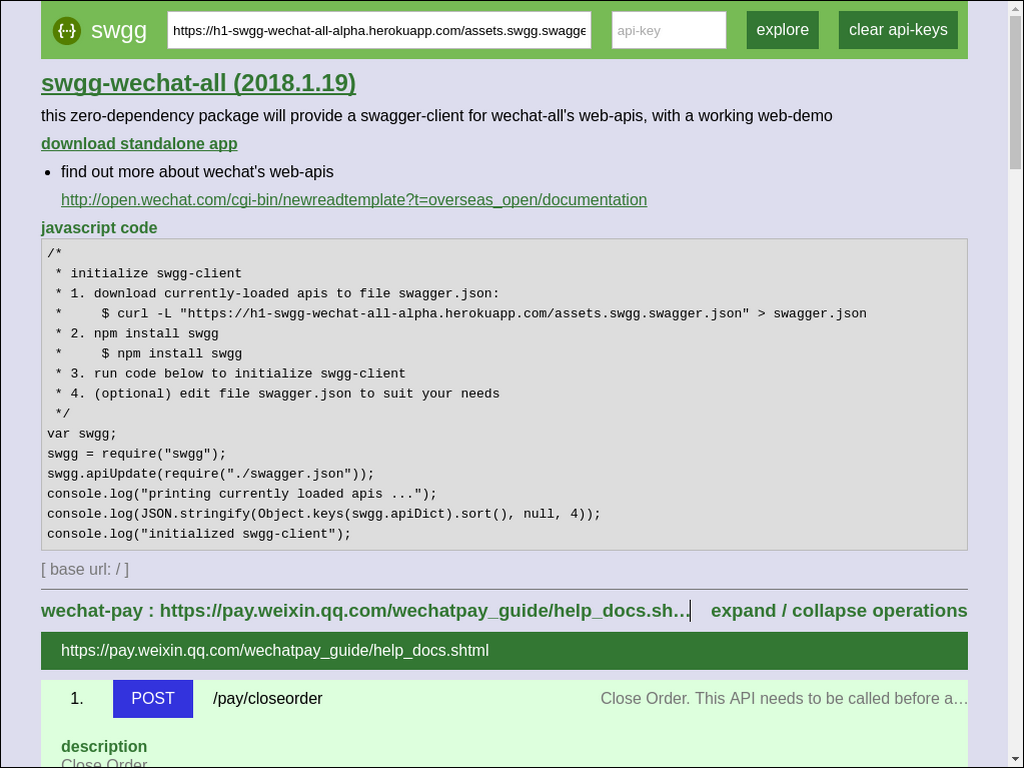 {··} swgg https://h1-swgg-wechat-all-alpha.herokuapp.com/assets.swgg.swagge api-key explore clear api-keys
swgg-wechat-all (2018.1.19)
this zero-dependency package will provide a swagger-client for wechat-all's web-apis, with a working web-demo
download standalone app
• find out more about wechat's web-apis
http://open.wechat.com/cgi-bin/newreadtemplate?t=overseas_open/documentation
javascript code
/*
 * initialize swgg-client
 * 1. download currently-loaded apis to file swagger.json:
 *     $ curl -L "https://h1-swgg-wechat-all-alpha.herokuapp.com/assets.swgg.swagger.json" > swagger.json
 * 2. npm install swgg
 *     $ npm install swgg
 * 3. run code below to initialize swgg-client
 * 4. (optional) edit file swagger.json to suit your needs
 */
var swgg;
swgg = require("swgg");
swgg.apiUpdate(require("./swagger.json"));
console.log("printing currently loaded apis ...");
console.log(JSON.stringify(Object.keys(swgg.apiDict).sort(), null, 4));
console.log("initialized swgg-client");
[ base url: / ]
wechat-pay : https://pay.weixin.qq.com/wechatpay_guide/help_docs.sh... expand / collapse operations
https://pay.weixin.qq.com/wechatpay_guide/help_docs.shtml
1. POST /pay/closeorder Close Order. This API needs to be called before a...
description
Close Order